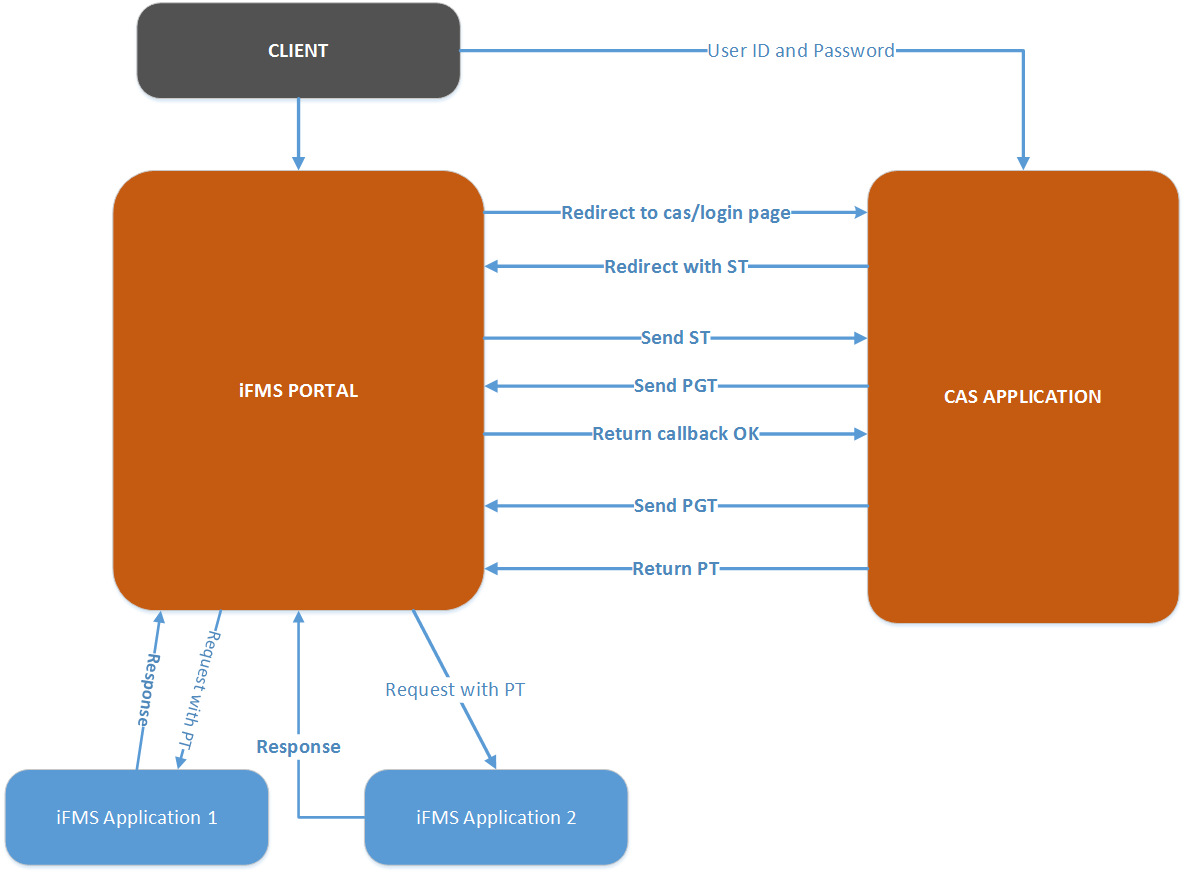 CLIENT
User ID and Password
Redirect to cas/login page
Redirect with ST
Send ST
Send PGT
iFMS PORTAL
CAS APPLICATION
Return callback OK
Send PGT
Return PT
Response
Request with PT
Request with PT
Response
iFMS Application 1
iFMS Application 2